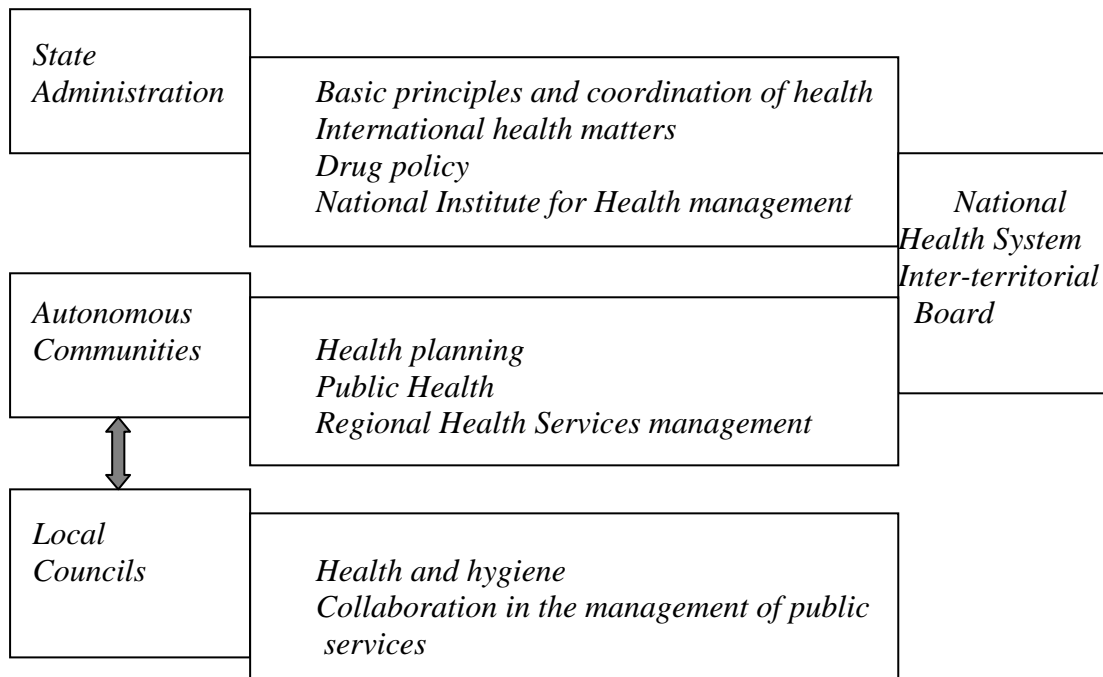 State
Administration
Basic principles and coordination of health
International health matters
Drug policy
National Institute for Health management
National
Health System
Inter-territorial
Board
Autonomous
Communities
Health planning
Public Health
Regional Health Services management
Local
Councils
Health and hygiene
Collaboration in the management of public
services